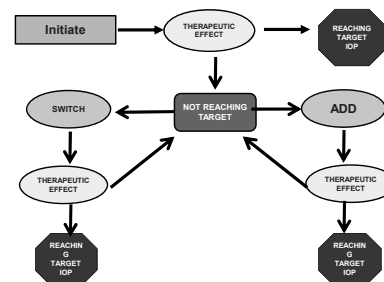 Initiate
THERAPEUTIC
EFFECT
REACHING
TARGET
IOP
SWITCH
NOT REACHING
TARGET
ADD
THERAPEUTIC
EFFECT
THERAPEUTIC
EFFECT
REACHIN
G
TARGET
IOP
REACHIN
G
TARGET
IOP